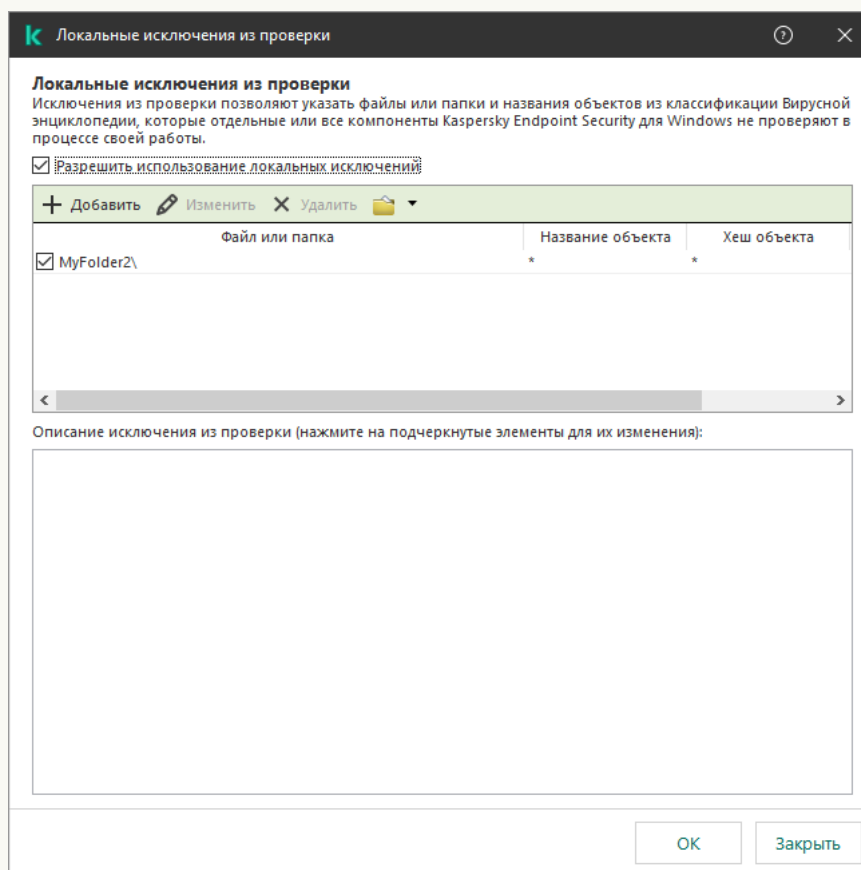 Локальные исключения из проверки
Локальные исключения из проверки
Исключения из проверки позволяют указать файлы или папки и названия объектов из классификации Вирусной
энциклопедии, которые отдельные или все компоненты Kaspersky Endpoint Security для Windows не проверяют в
процессе своей работы.
Разрешить использование локальных исключений
Добавить Изменить Удалить
Файл или папка Название объекта Хеш объекта
MyFolder2\ * *
Описание исключения из проверки (нажмите на подчеркнутые элементы для их изменения):
OK Закрыть